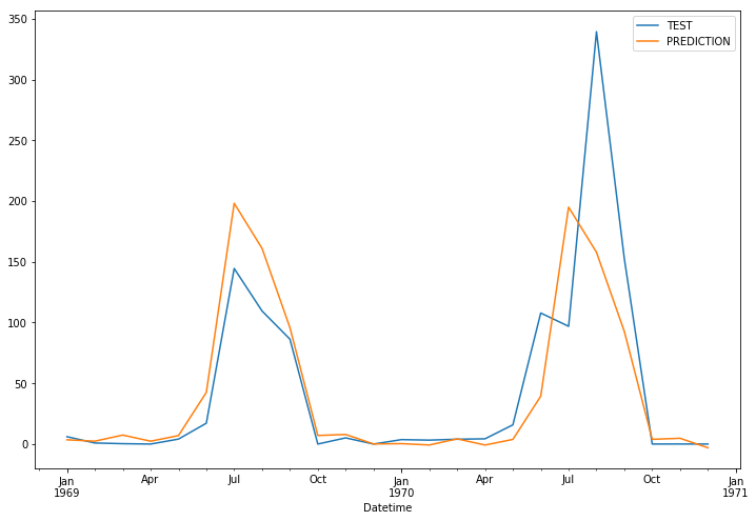 350
300
250
200
150
100
50
0
TEST
PREDICTION
Jan
1969
Apr
Jul
Oct
Jan
1970
Apr
Jul
Oct
Jan
1971
Datetime